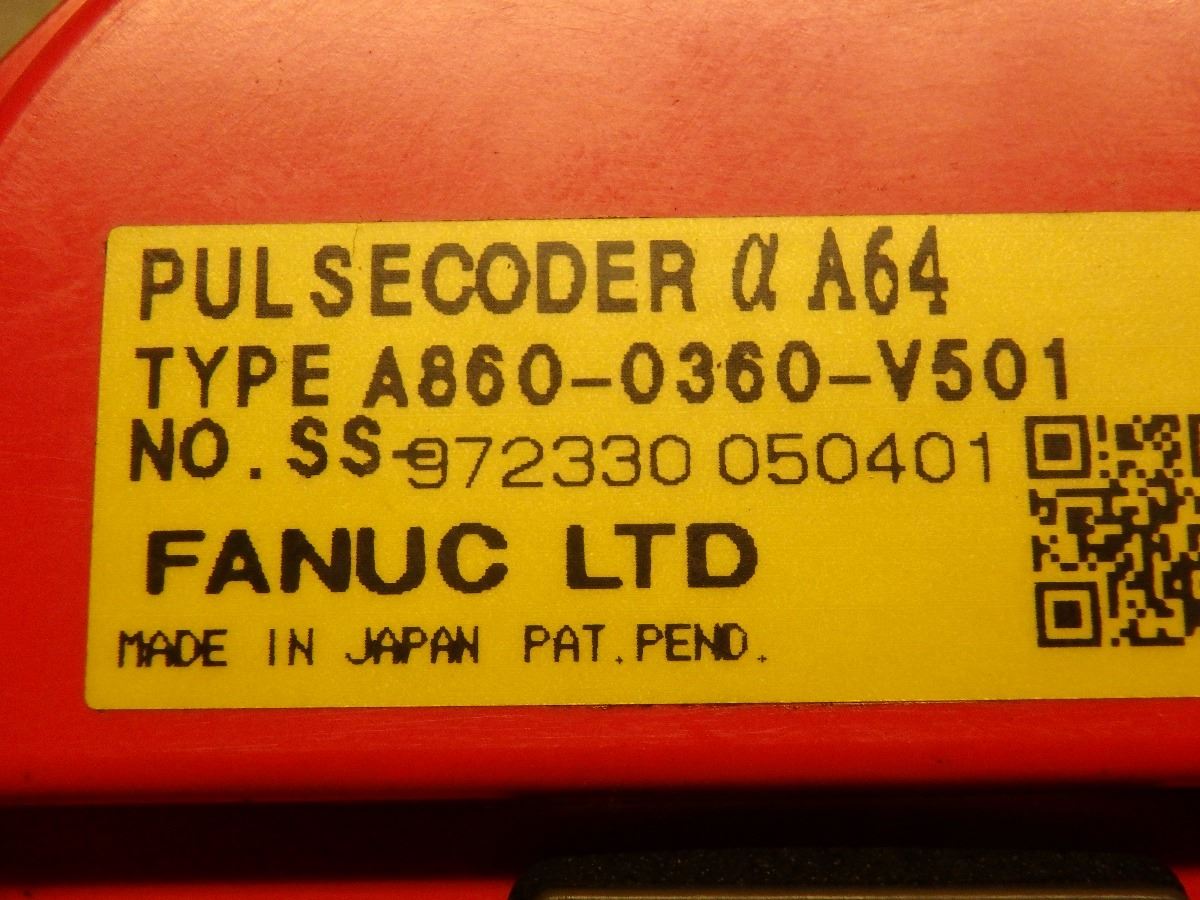 PULSECODER α A64
TYPE A860-0360-V501
NO. SS-972330 050401
FANUC LTD
MADE IN JAPAN PAT. PEND.